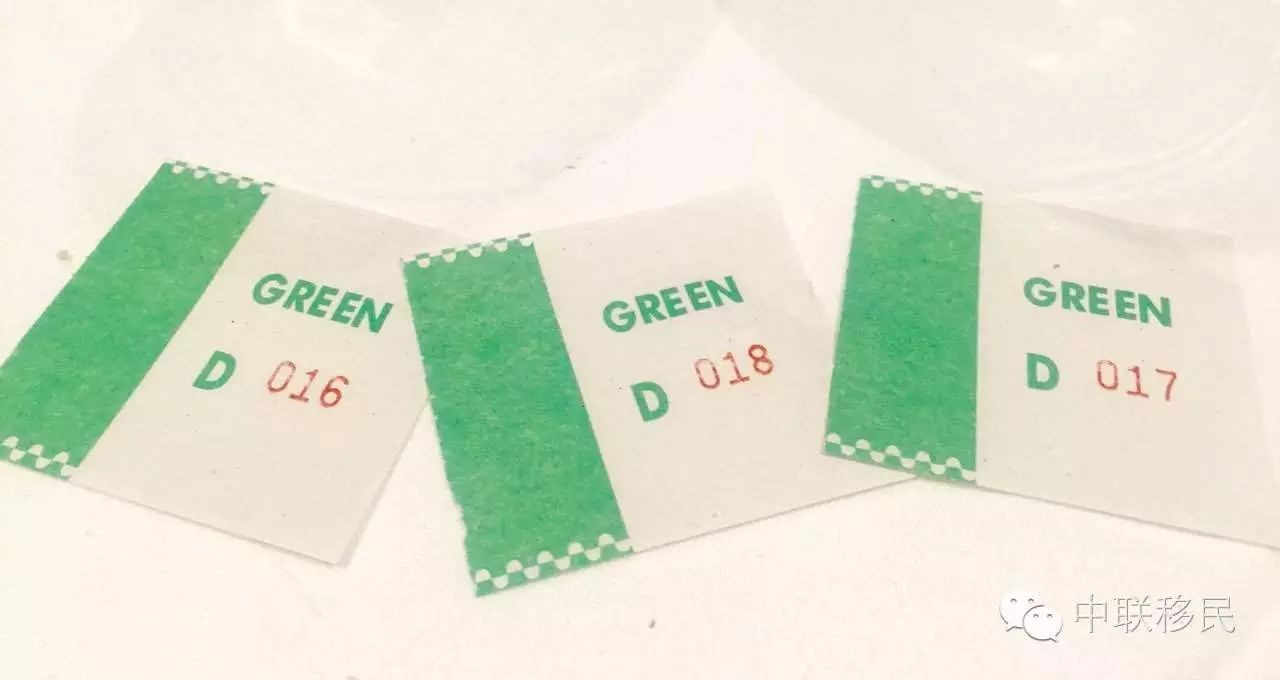 GREEN
D 016
GREEN
D 018
GREEN
D 017
中联移民